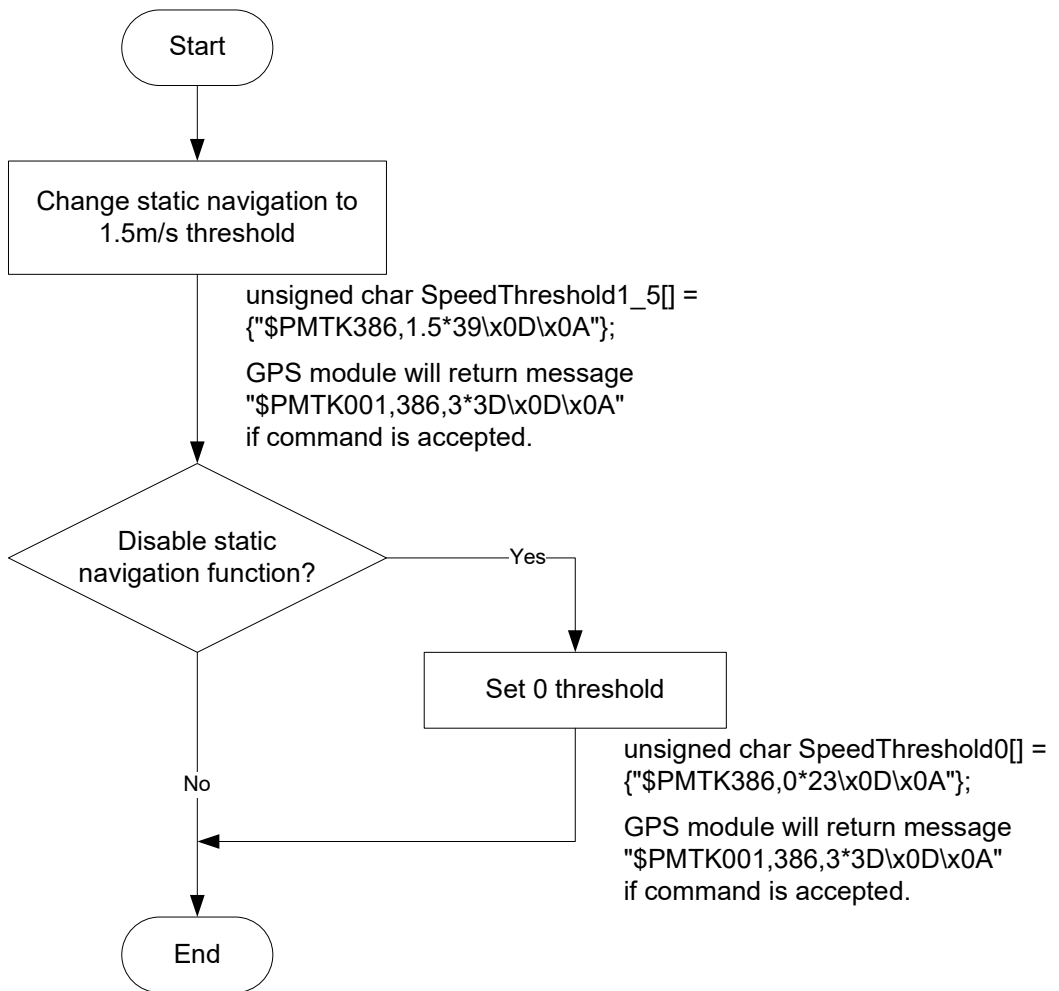 Start
Change static navigation to
1.5m/s threshold
unsigned char SpeedThreshold1_5[] =
{"$PMTK386,1.5*39\x0D\x0A"};
GPS module will return message
"$PMTK001,386,3*3D\x0D\x0A"
if command is accepted.
Disable static
navigation function?
Yes
Set 0 threshold
unsigned char SpeedThreshold0[] =
{"$PMTK386,0*23\x0D\x0A"};
No
GPS module will return message
"$PMTK001,386,3*3D\x0D\x0A"
if command is accepted.
End